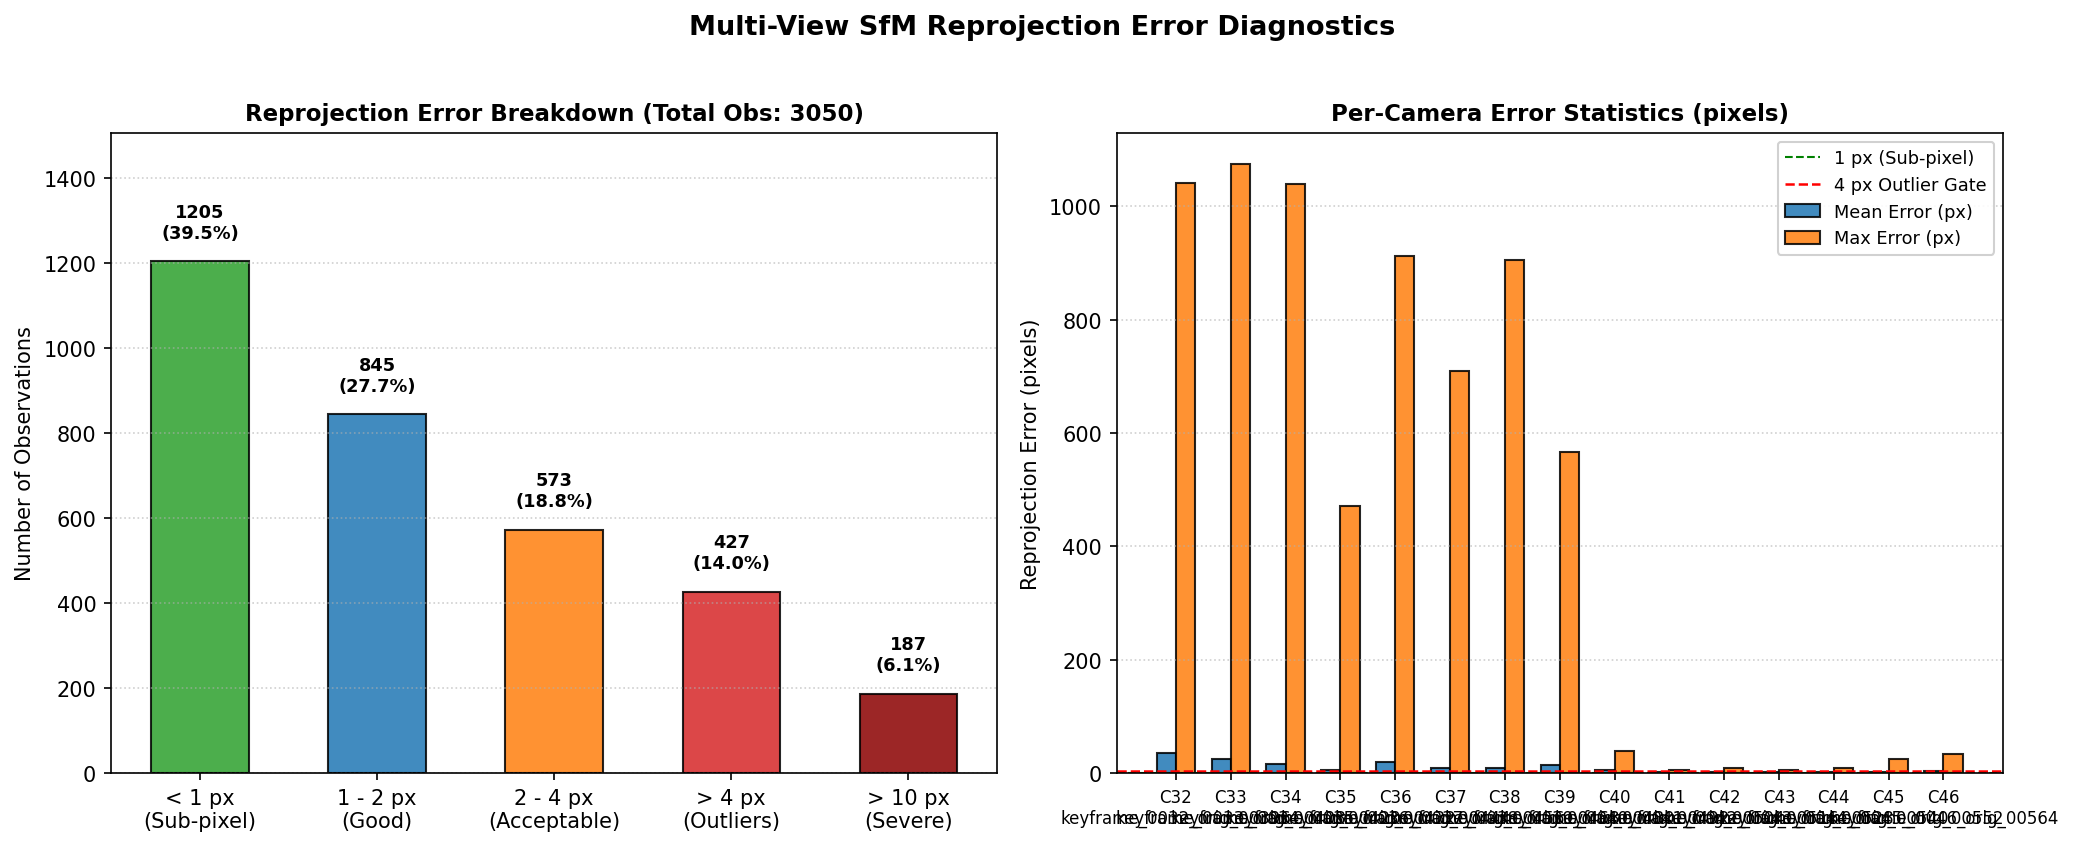 Multi-View SfM Reprojection Error Diagnostics
Reprojection Error Breakdown (Total Obs: 3050)
Number of Observations
1400
1200
1000
800
600
400
200
0
1205
(39.5%)
845
(27.7%)
573
(18.8%)
427
(14.0%)
187
(6.1%)
< 1 px
(Sub-pixel)
1 - 2 px
(Good)
2 - 4 px
(Acceptable)
> 4 px
(Outliers)
> 10 px
(Severe)
Per-Camera Error Statistics (pixels)
Reprojection Error (pixels)
1000
800
600
400
200
0
1 px (Sub-pixel)
4 px Outlier Gate
Mean Error (px)
Max Error (px)
C32 C33 C34 C35 C36 C37 C38 C39 C40 C41 C42 C43 C44 C45 C46